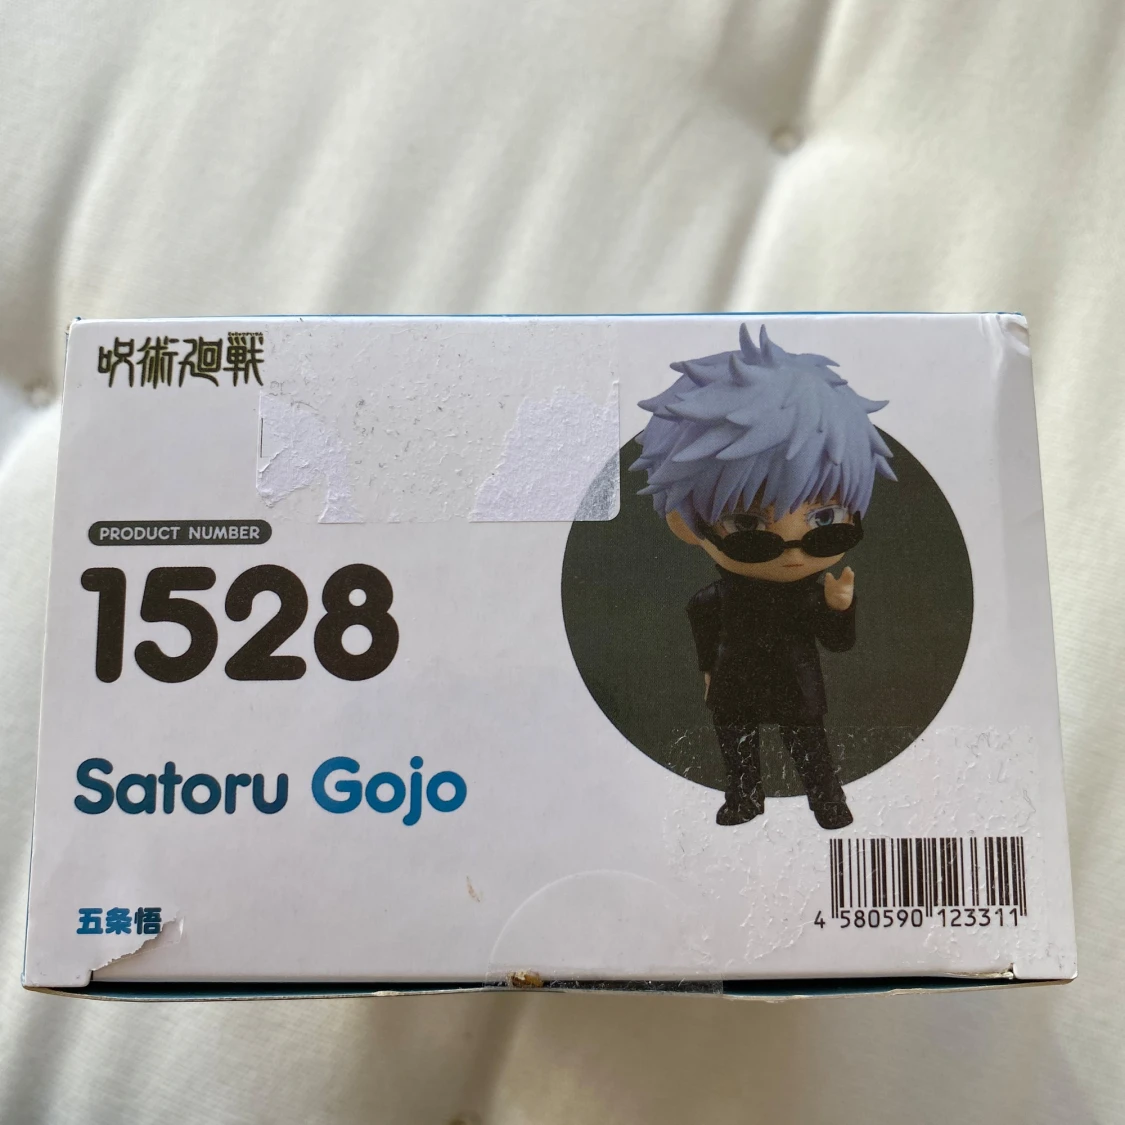 呪術廻戦
PRODUCT NUMBER
1528
Satoru Gojo
五条悟
4 580590 123311